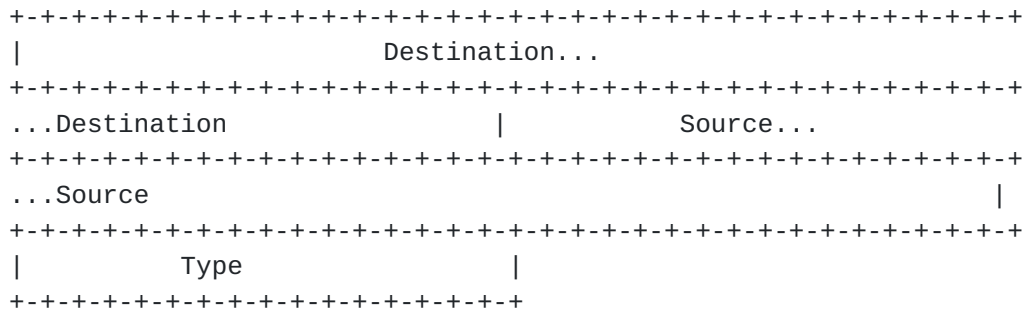 +-+-+-+-+-+-+-+-+-+-+-+-+-+-+-+-+-+-+-+-+-+-+-+-+-+-+-+-+-+-+-+-+
|                       Destination...
+-+-+-+-+-+-+-+-+-+-+-+-+-+-+-+-+-+-+-+-+-+-+-+-+-+-+-+-+-+-+-+-+
...Destination                 |           Source...
+-+-+-+-+-+-+-+-+-+-+-+-+-+-+-+-+-+-+-+-+-+-+-+-+-+-+-+-+-+-+-+-+
...Source                                                      |
+-+-+-+-+-+-+-+-+-+-+-+-+-+-+-+-+-+-+-+-+-+-+-+-+-+-+-+-+-+-+-+-+
|          Type                 |
+-+-+-+-+-+-+-+-+-+-+-+-+-+-+-+-+